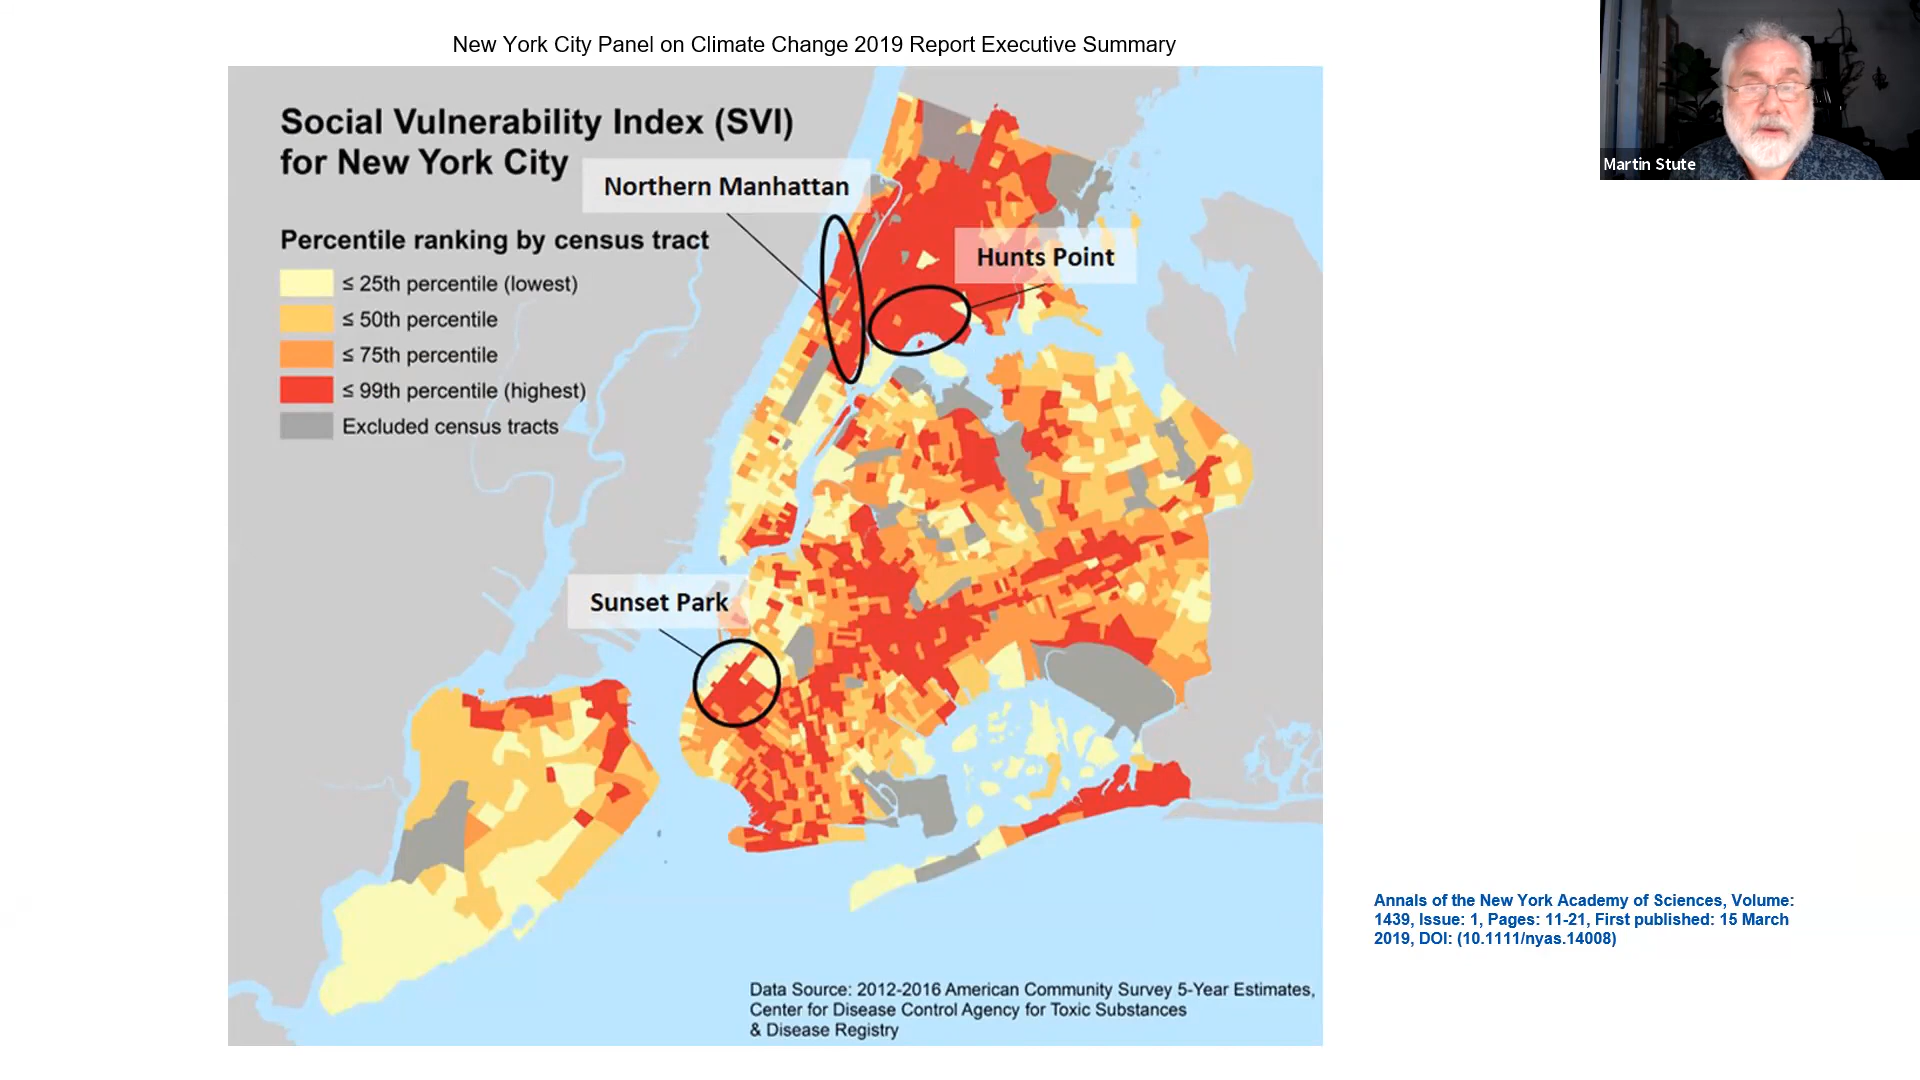 New York City Panel on Climate Change 2019 Report Executive Summary
Martin Stute
Social Vulnerability Index (SVI)
for New York City
Northern Manhattan
Percentile ranking by census tract
≤ 25th percentile (lowest)
≤ 50th percentile
≤ 75th percentile
≤ 99th percentile (highest)
Excluded census tracts
Hunts Point
Sunset Park
Annals of the New York Academy of Sciences, Volume:
1439, Issue: 1, Pages: 11-21, First published: 15 March
2019, DOI: (10.1111/nyas.14008)
Data Source: 2012-2016 American Community Survey 5-Year Estimates,
Center for Disease Control Agency for Toxic Substances
& Disease Registry